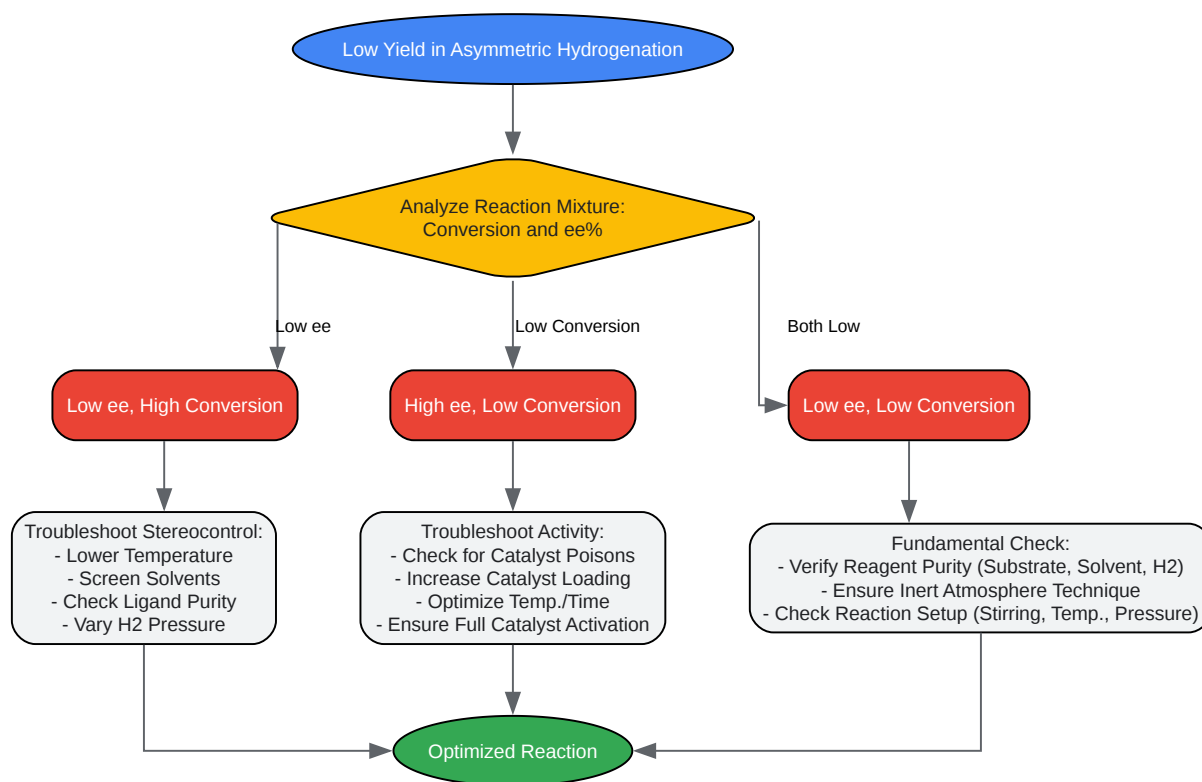 Low Yield in Asymmetric Hydrogenation
Analyze Reaction Mixture:
Conversion and ee%
Low ee
Low Conversion
Both Low
Low ee, High Conversion
High ee, Low Conversion
Low ee, Low Conversion
Troubleshoot Stereocontrol:
- Lower Temperature
- Screen Solvents
- Check Ligand Purity
- Vary H2 Pressure
Troubleshoot Activity:
- Check for Catalyst Poisons
- Increase Catalyst Loading
- Optimize Temp./Time
- Ensure Full Catalyst Activation
Fundamental Check:
- Verify Reagent Purity (Substrate, Solvent, H2)
- Ensure Inert Atmosphere Technique
- Check Reaction Setup (Stirring, Temp., Pressure)
Optimized Reaction